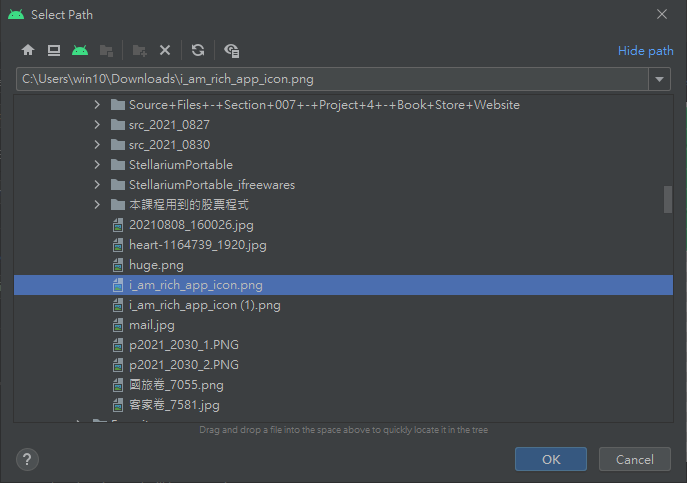 Select Path
Hide path
C:\Users\win10\Downloads\i_am_rich_app_icon.png
Source+Files+-+Section+007+-+Project+4+-+Book+Store+Website
src_2021_0827
src_2021_0830
StellariumPortable
StellariumPortable_ifreewares
本課程用到的股票程式
20210808_160026.jpg
heart-1164739_1920.jpg
huge.png
i_am_rich_app_icon.png
i_am_rich_app_icon (1).png
mail.jpg
p2021_2030_1.PNG
p2021_2030_2.PNG
國旅卷_7055.png
客家卷_7581.jpg
Drag and drop a file into the space above to quickly locate it in the tree
?
OK
Cancel